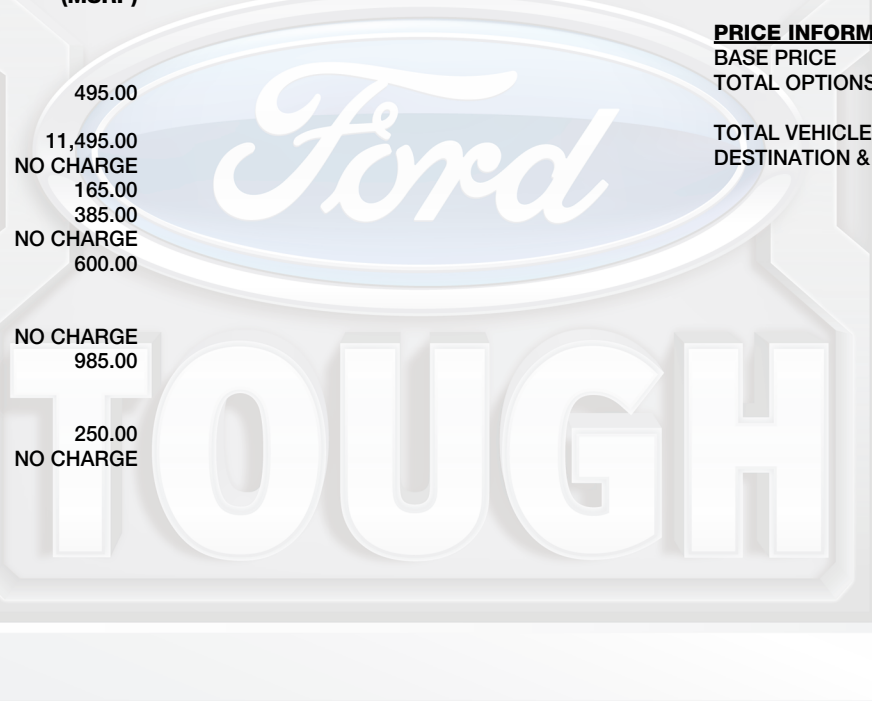 (MSRP)
495.00
11,495.00
NO CHARGE
165.00
385.00
NO CHARGE
600.00
NO CHARGE
985.00
250.00
NO CHARGE
PRICE INFORM
BASE PRICE
TOTAL OPTIONS
TOTAL VEHICLE
DESTINATION &
Ford
TOUGH